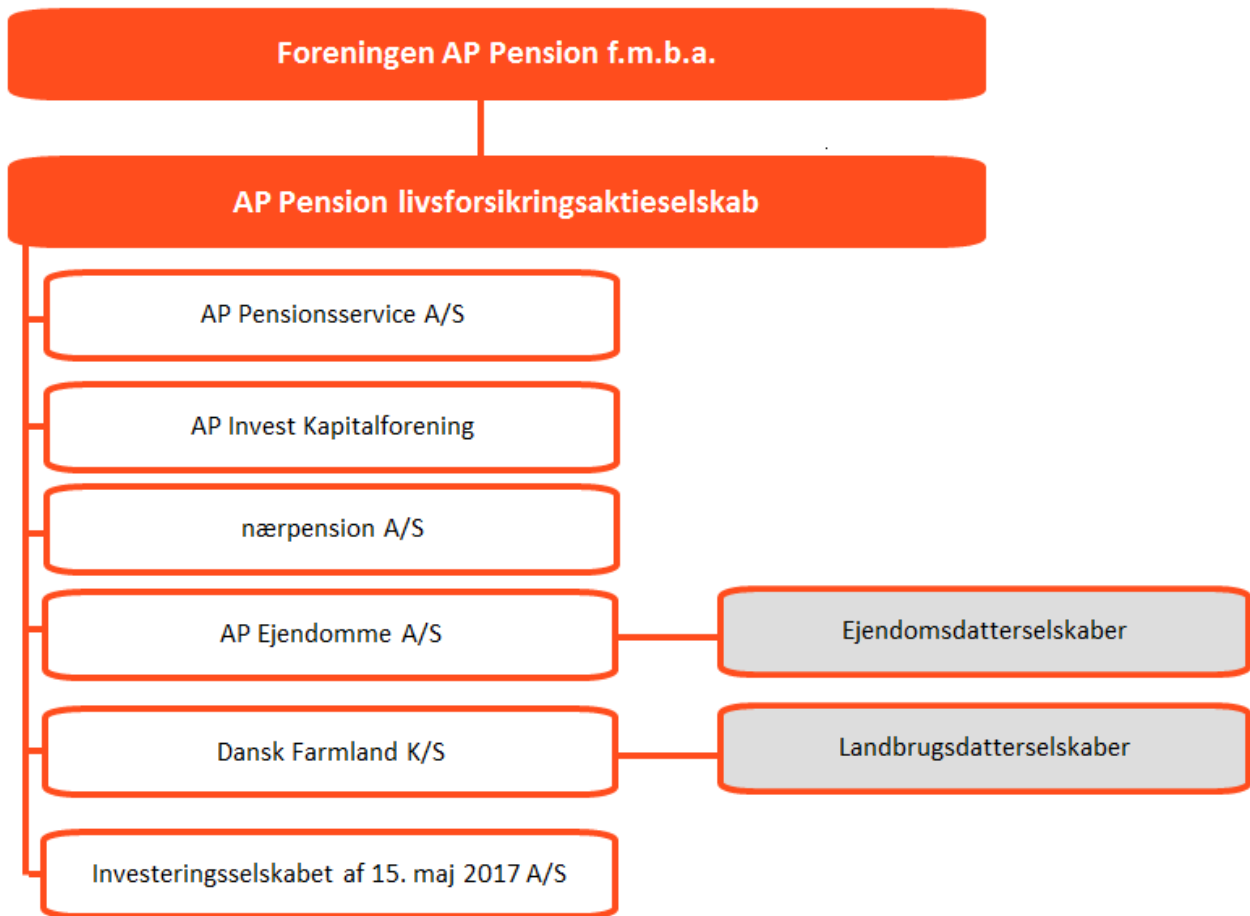 Foreningen AP Pension f.m.b.a.
AP Pension livsforsikringsaktieselskab
AP Pensionsservice A/S
AP Invest Kapitalforening
nærpension A/S
AP Ejendomme A/S
Ejendomsdatterselskaber
Dansk Farmland K/S
Landbrugsdatterselskaber
Investeringsselskabet af 15. maj 2017 A/S